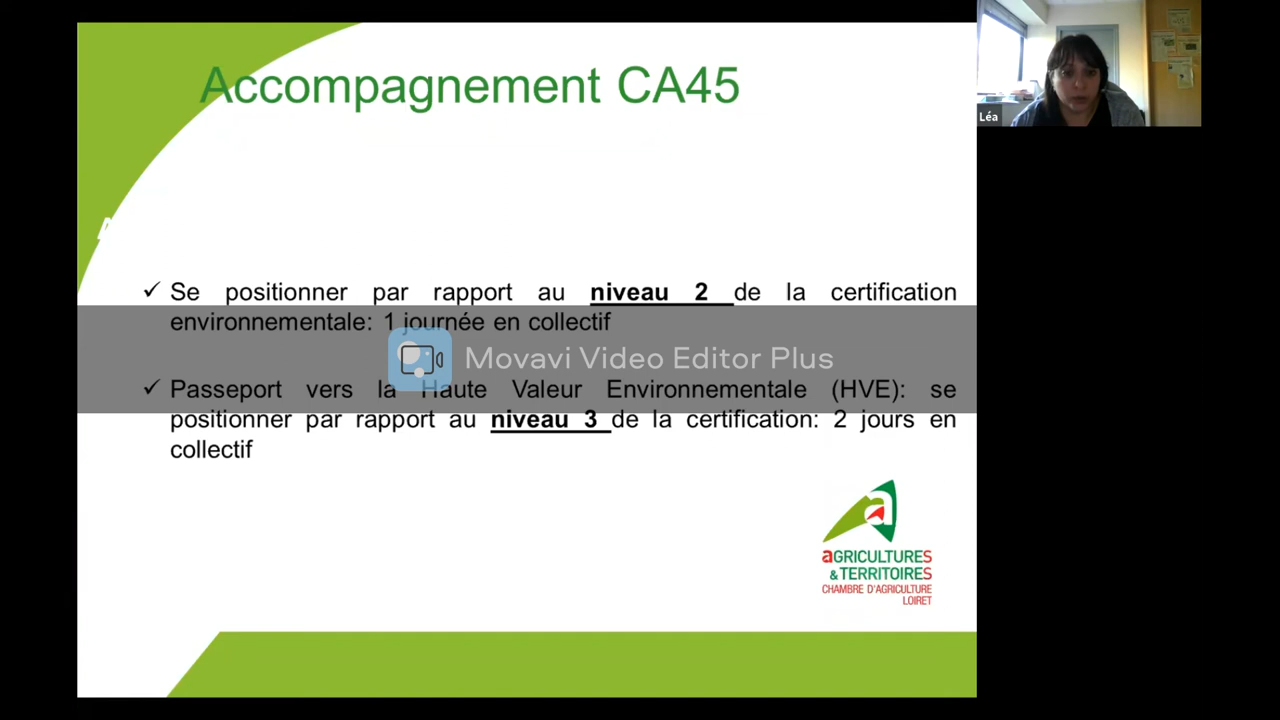 Accompagnement CA45
Léa
A
✓ Se positionner par rapport au niveau 2 de la certification
environnementale: 1 journée en collectif
Movavi Video Editor Plus
✓ Passeport vers la Haute Valeur Environnementale (HVE): se
positionner par rapport au niveau 3 de la certification: 2 jours en
collectif
a
aGRICULTURES
& TERRITOIRES
CHAMBRE D'AGRICULTURE
LOIRET